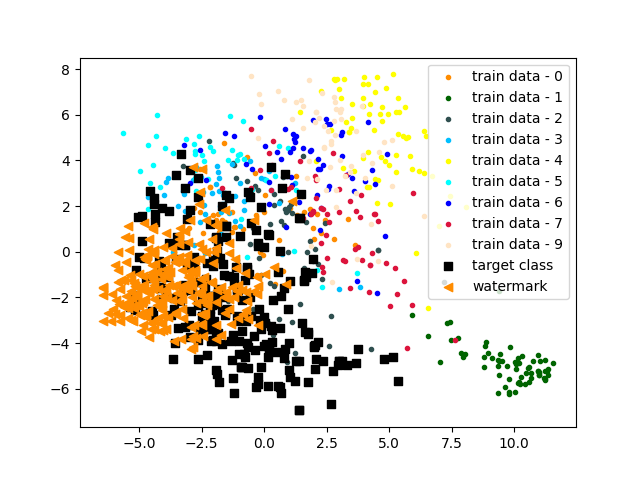 8
6
4
2
0
−2
−4
−6
−5.0 −2.5 0.0 2.5 5.0 7.5 10.0
train data - 0
train data - 1
train data - 2
train data - 3
train data - 4
train data - 5
train data - 6
train data - 7
train data - 9
target class
watermark